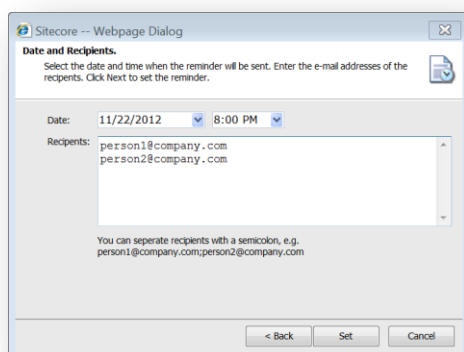 Sitecore -- Webpage Dialog
Date and Recipients.
Select the date and time when the reminder will be sent. Enter the e-mail addresses of the
recipents. Click Next to set the reminder.
Date: 11/22/2012 8:00 PM
Recipents: person1@company.com
person2@company.com
You can seperate recipients with a semicolon, e.g.
person1@company.com;person2@company.com
< Back Set Cancel